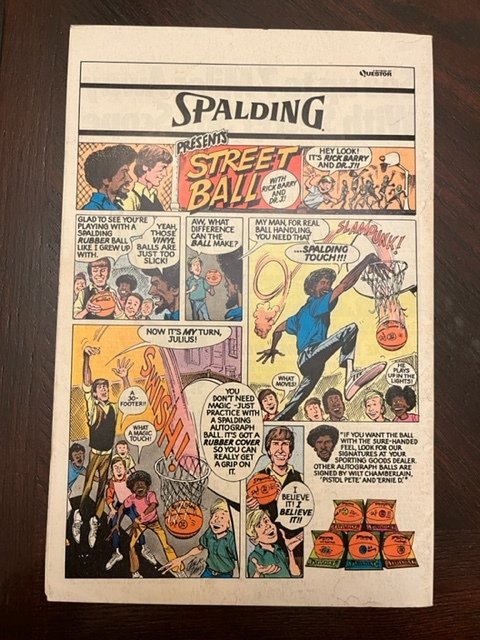 QUESTOR
SPALDING
PRESENTS
STREET
BALL
WITH
RICK BARRY
AND
DR. J!
HEY LOOK!
IT'S RICK BARRY
AND DR. J!!
GLAD TO SEE YOU'RE
PLAYING WITH A
SPALDING
RUBBER BALL
LIKE I GREW UP
WITH.
YEAH,
THOSE
VINYL
BALLS ARE
JUST TOO
SLICK!
AW, WHAT
DIFFERENCE
CAN THE
BALL MAKE?
MY MAN, FOR REAL
BALL HANDLING,
YOU NEED THAT
...SPALDING
TOUCH!!!
SLAM DUNK!
WHAT
MOVES!
HE
PLAYS
UP IN THE
LIGHTS!
NOW IT'S MY TURN,
JULIUS!
A
30-
FOOTER!!
WHAT
A MAGIC
TOUCH!
SWISH!
YOU
DON'T NEED
MAGIC - JUST
PRACTICE WITH
A SPALDING
AUTOGRAPH
BALL. IT'S GOT A
RUBBER COVER
SO YOU CAN
REALLY GET
A GRIP ON
IT.
I
BELIEVE
IT! I
BELIEVE
IT!!
"IF YOU WANT THE BALL
WITH THE SURE-HANDED
FEEL, LOOK FOR OUR
SIGNATURES AT YOUR
SPORTING GOODS DEALER.
OTHER AUTOGRAPH BALLS ARE
SIGNED BY WILT CHAMBERLAIN,
'PISTOL PETE' AND 'ERNIE D.'"